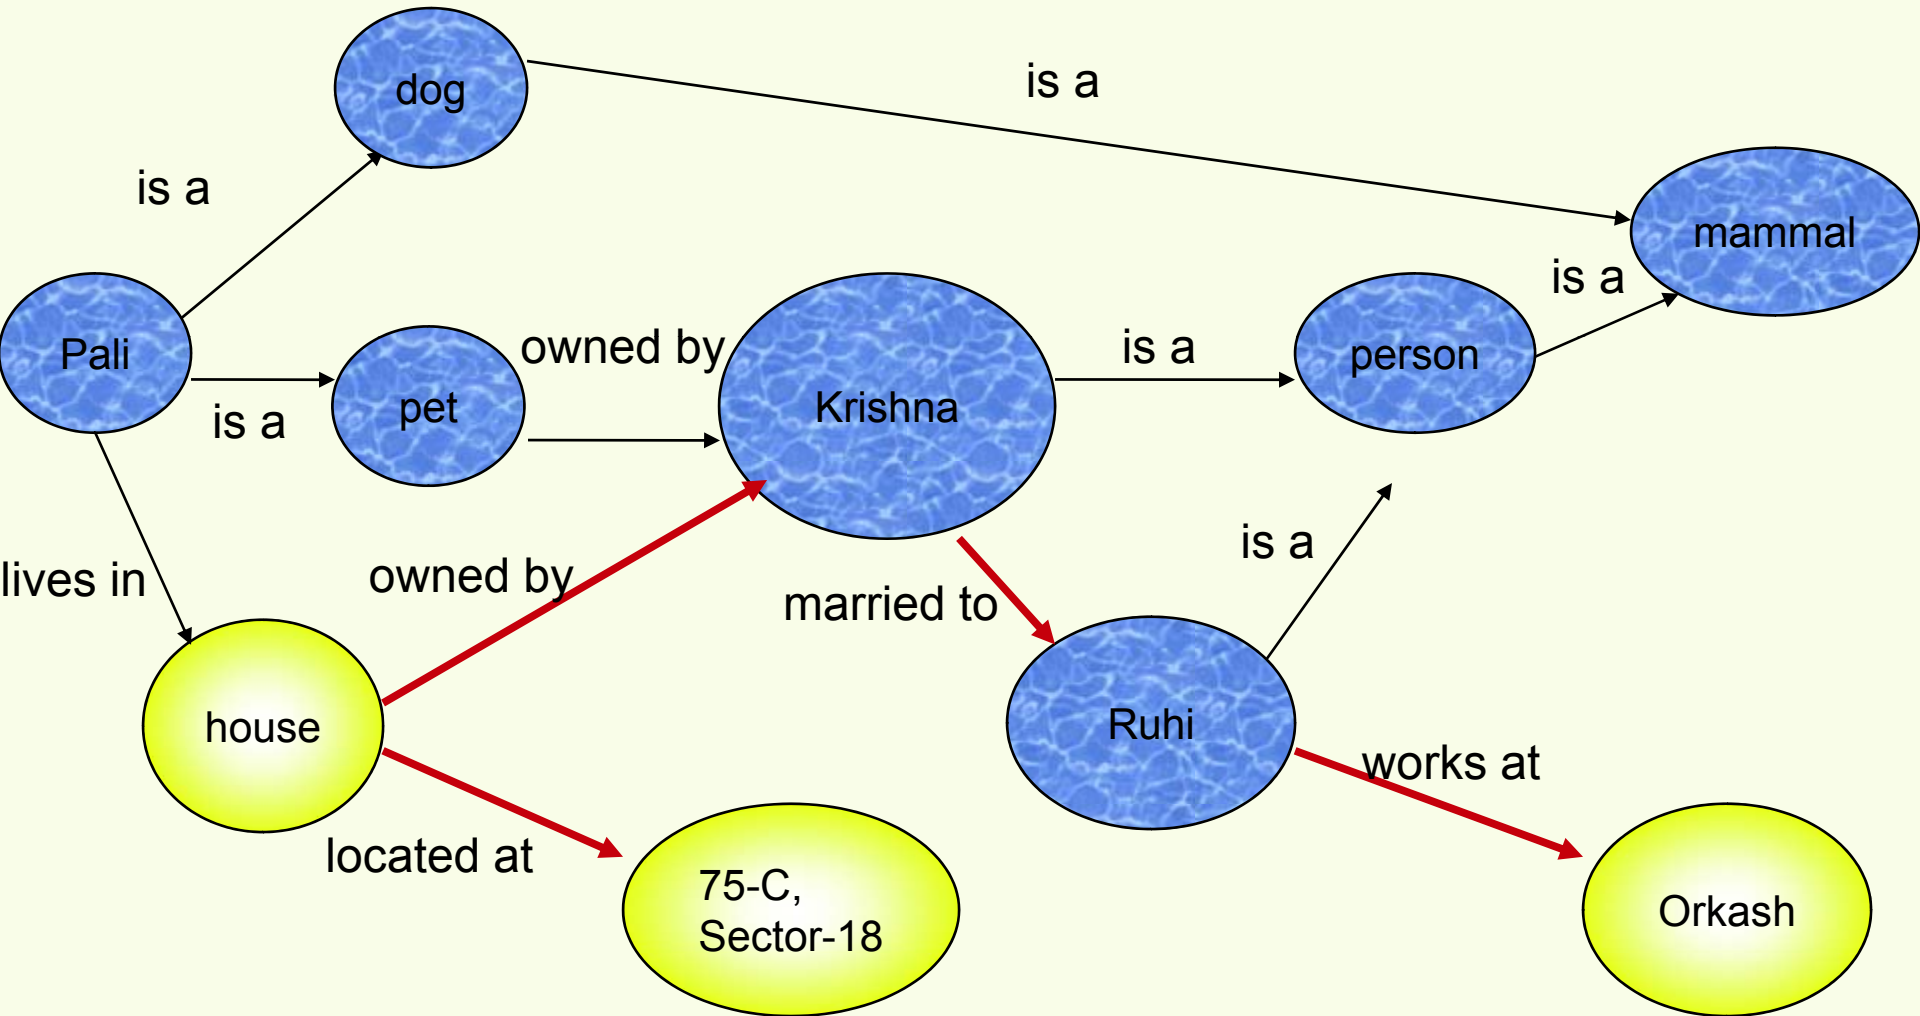 dog
is a
is a
mammal
is a
Pali
owned by
is a
person
is a
pet
Krishna
is a
lives in
owned by
married to
house
Ruhi
works at
located at
75-C,
Sector-18
Orkash